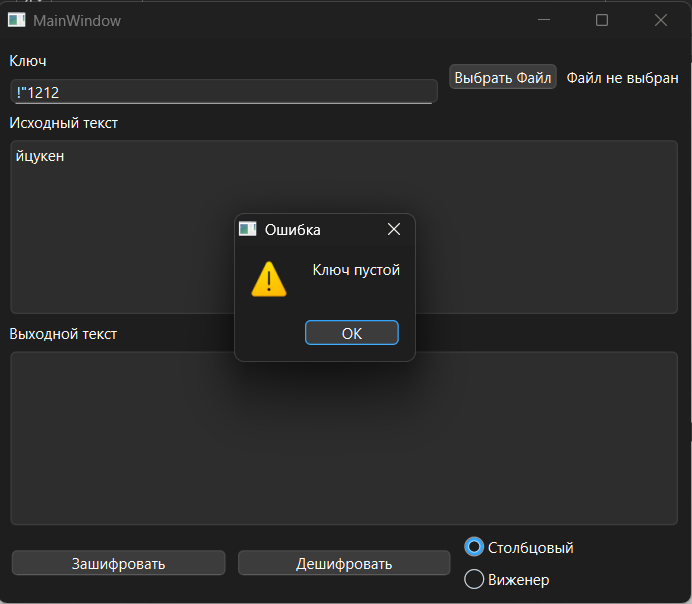 MainWindow
Ключ
!"1212
Выбрать Файл
Файл не выбран
Исходный текст
йцукен
Ошибка
Ключ пустой
OK
Выходной текст
Зашифровать
Дешифровать
Столбцовый
Виженер